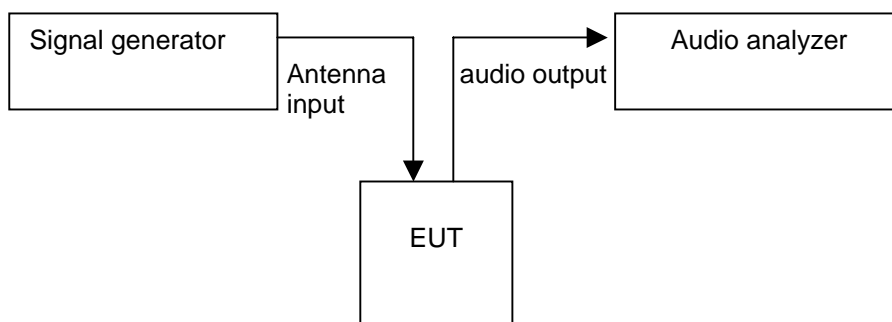 Signal generator
Antenna
input
audio output
Audio analyzer
EUT